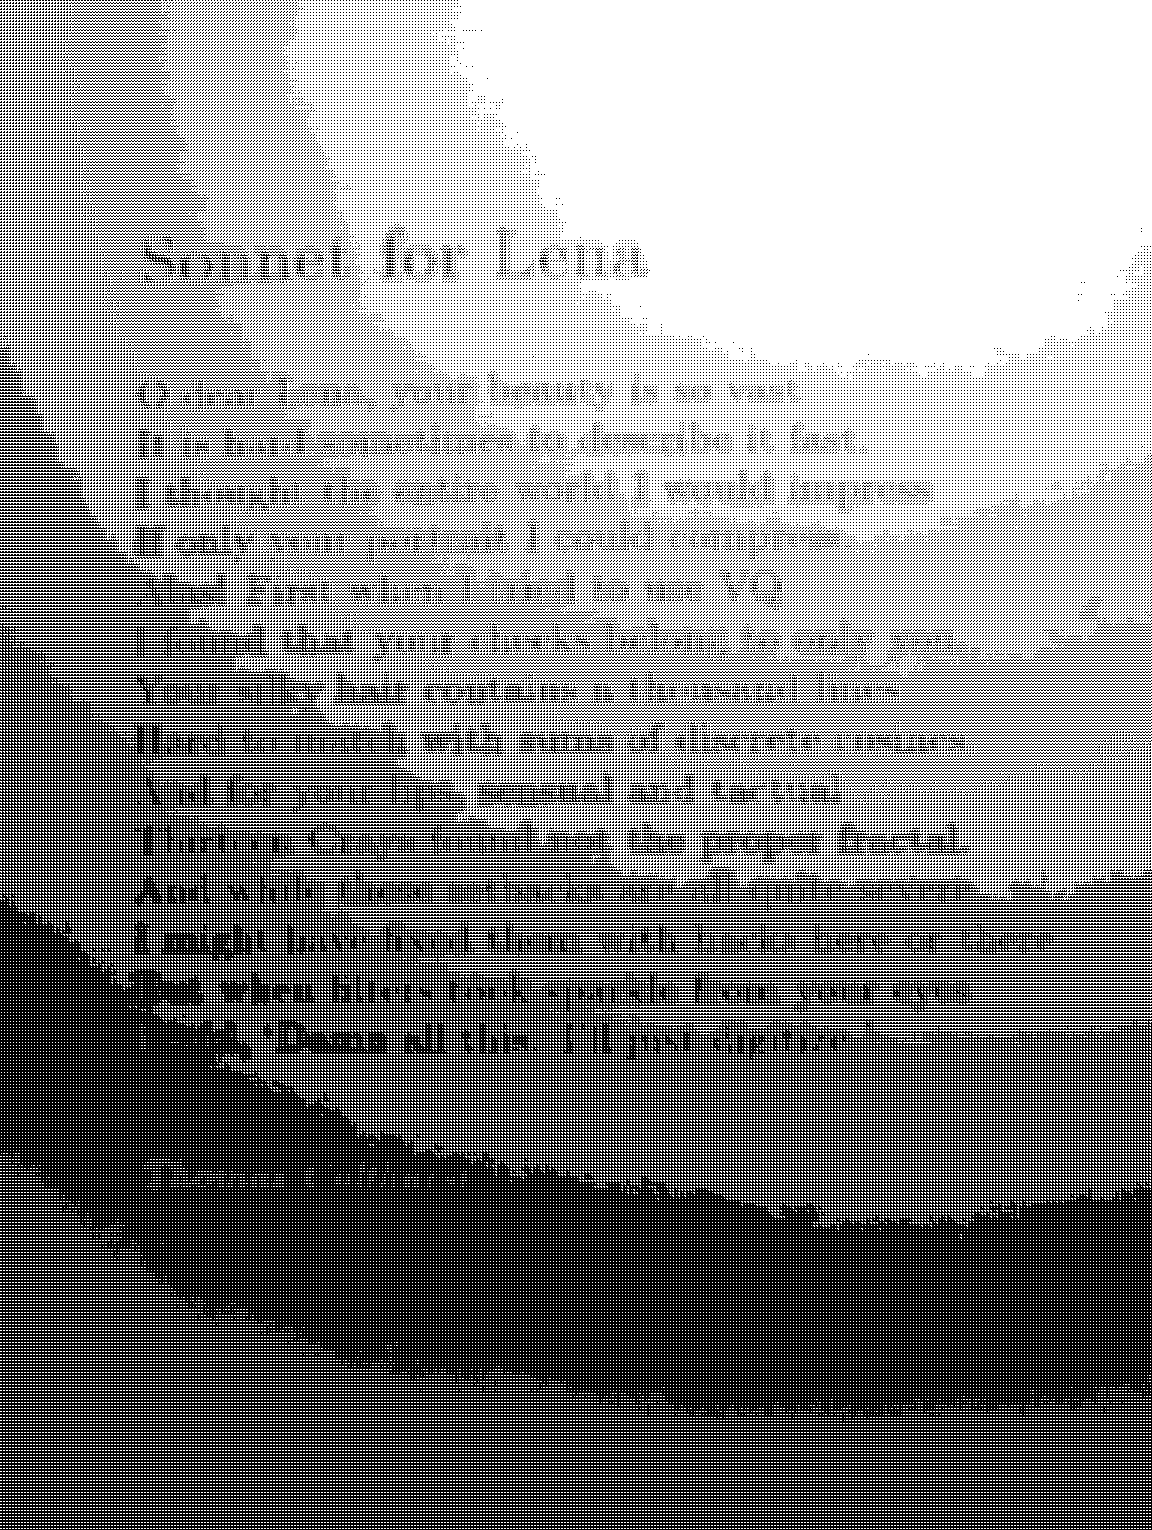 Sonnet for Lena
O dear Lena, your beauty is so vast
It is hard sometimes to describe it fast.
I thought the entire world I would impress
If only your portrait I could compress.
Alas! First when I tried to use VQ
I found that your cheeks belong to only you.
Your silky hair contains a thousand lines
Hard to match with sums of discrete cosines.
And for your lips, sensual and tactual
Thirteen Crays found not the proper fractal.
And while these setbacks are all quite severe
I might have fixed them with hacks here or there
But when filters took sparkle from your eyes
I said, 'Damn all this. I'll just digitize.'
Thomas Colthurst